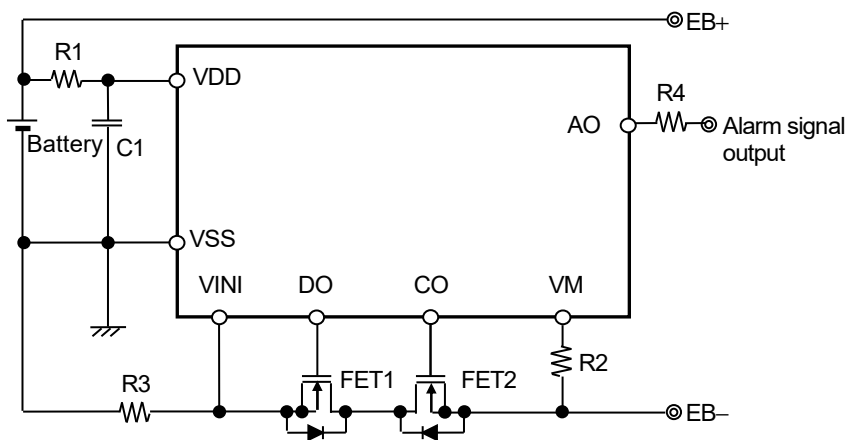 EB+
R1
VDD
R4
AO
Alarm signal
output
Battery
C1
VSS
VINI
DO
CO
VM
R2
R3
FET1
FET2
EB−